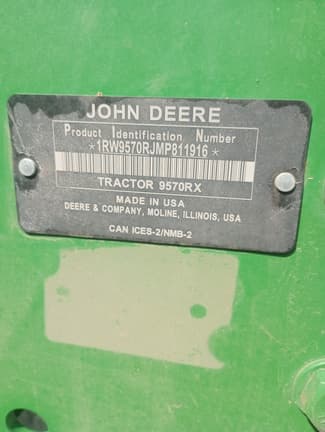 JOHN DEERE
Product Identification Number
*1RW9570RJMP811916*
TRACTOR 9570RX
MADE IN USA
DEERE & COMPANY, MOLINE, ILLINOIS, USA
CAN ICES-2/NMB-2